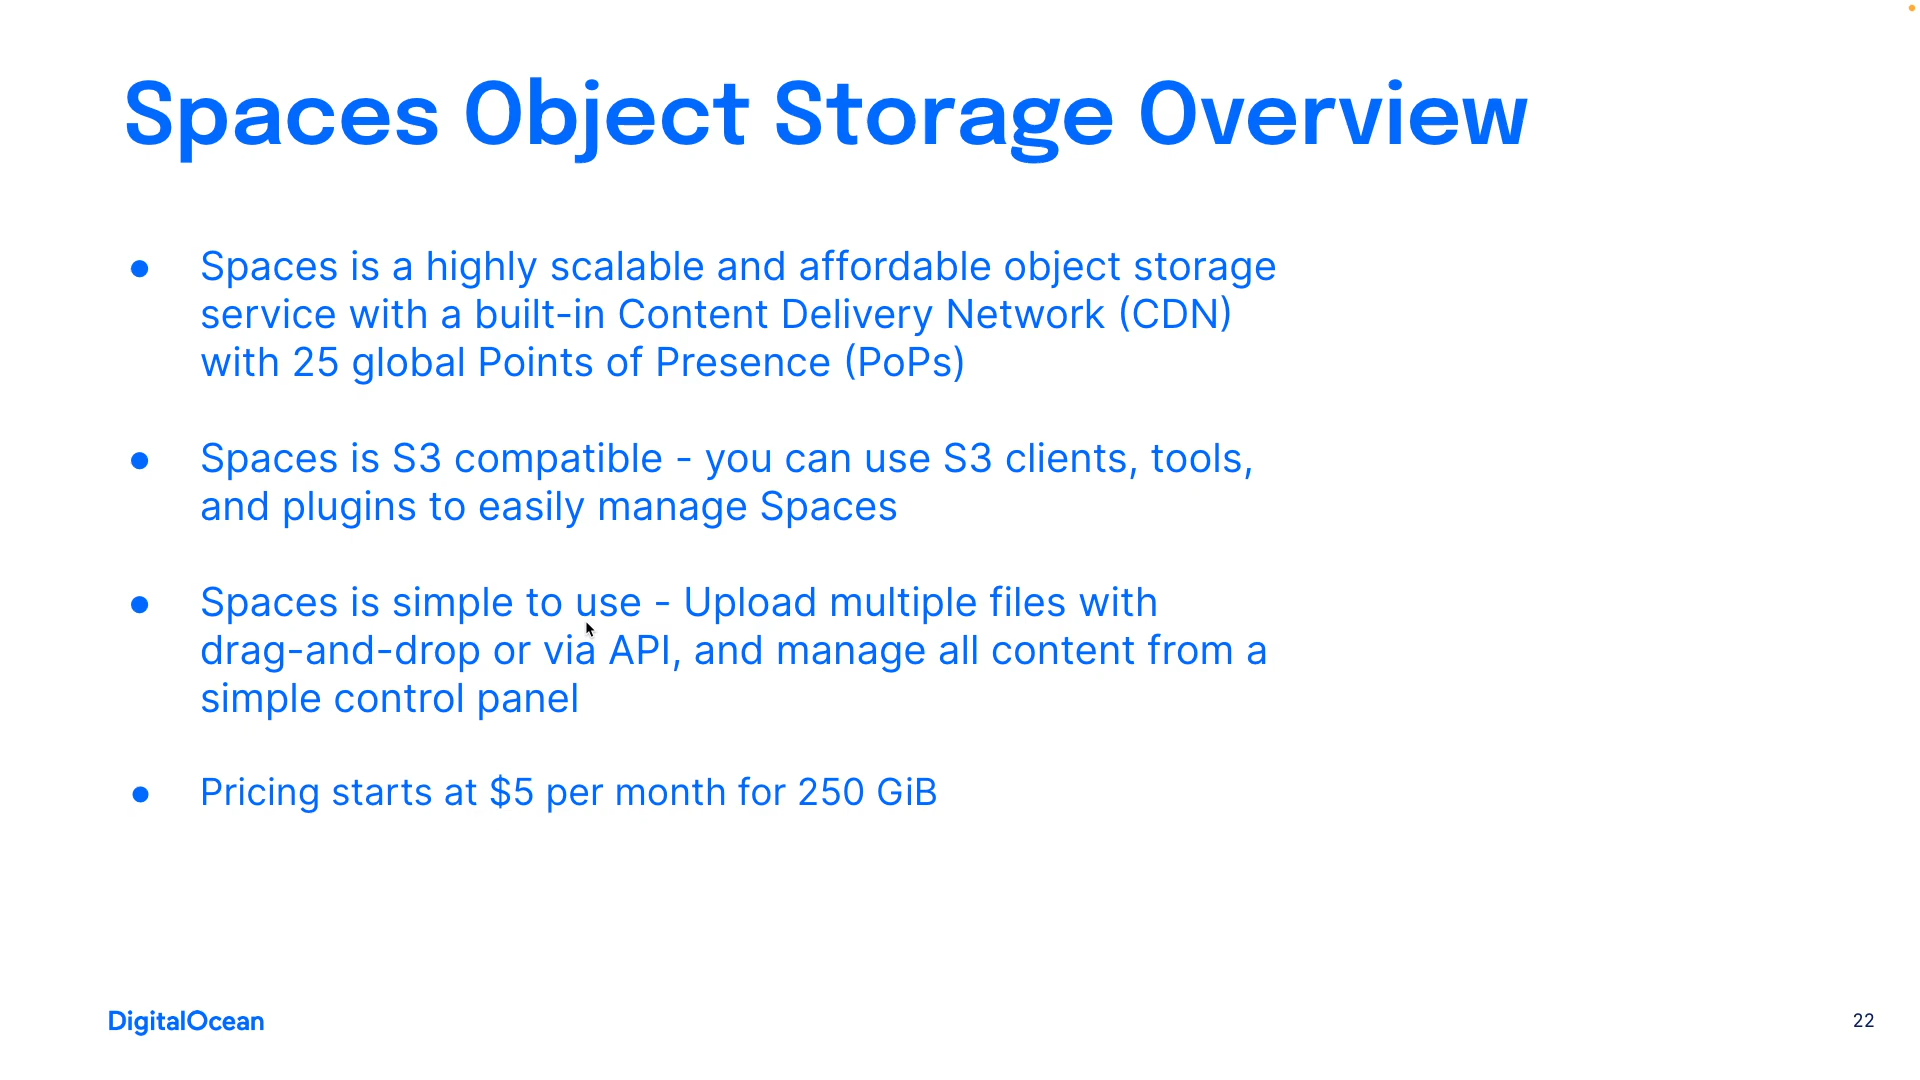 Spaces Object Storage Overview
● Spaces is a highly scalable and affordable object storage
service with a built-in Content Delivery Network (CDN)
with 25 global Points of Presence (PoPs)
● Spaces is S3 compatible - you can use S3 clients, tools,
and plugins to easily manage Spaces
● Spaces is simple to use - Upload multiple files with
drag-and-drop or via API, and manage all content from a
simple control panel
● Pricing starts at $5 per month for 250 GiB
DigitalOcean
22